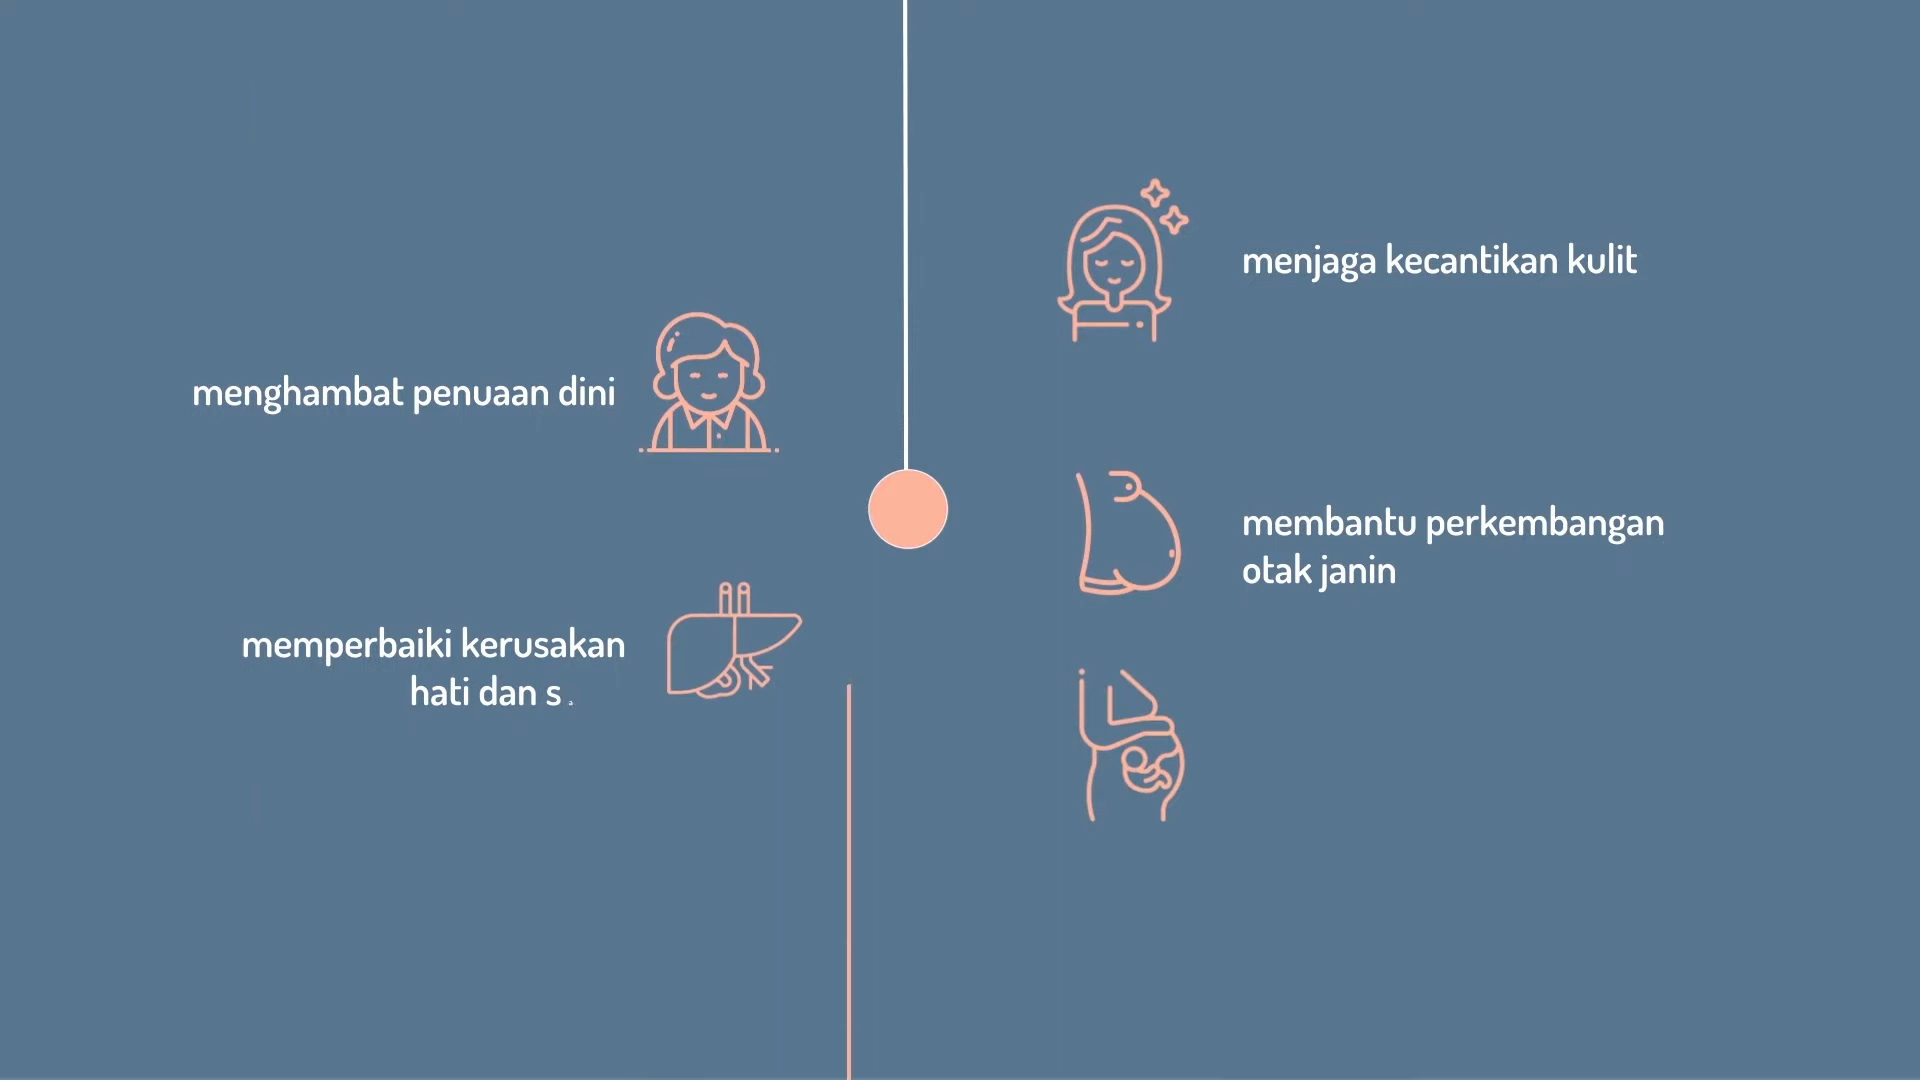 menjaga kecantikan kulit
menghambat penuaan dini
membantu perkembangan
otak janin
memperbaiki kerusakan
hati dan